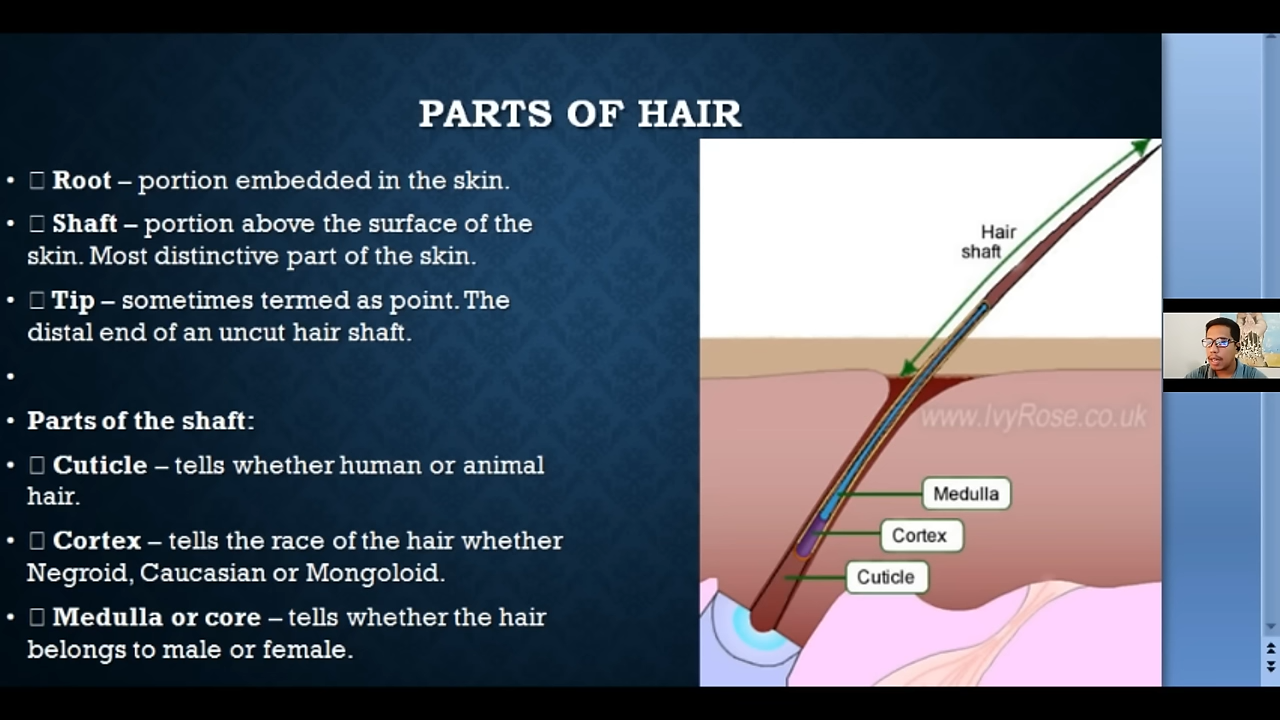 PARTS OF HAIR
• □ Root – portion embedded in the skin.
• □ Shaft – portion above the surface of the
skin. Most distinctive part of the skin.
• □ Tip – sometimes termed as point. The
distal end of an uncut hair shaft.
•
• Parts of the shaft:
• □ Cuticle – tells whether human or animal
hair.
• □ Cortex – tells the race of the hair whether
Negroid, Caucasian or Mongoloid.
• □ Medulla or core – tells whether the hair
belongs to male or female.
Hair
shaft
www.IvyRose.co.uk
Medulla
Cortex
Cuticle